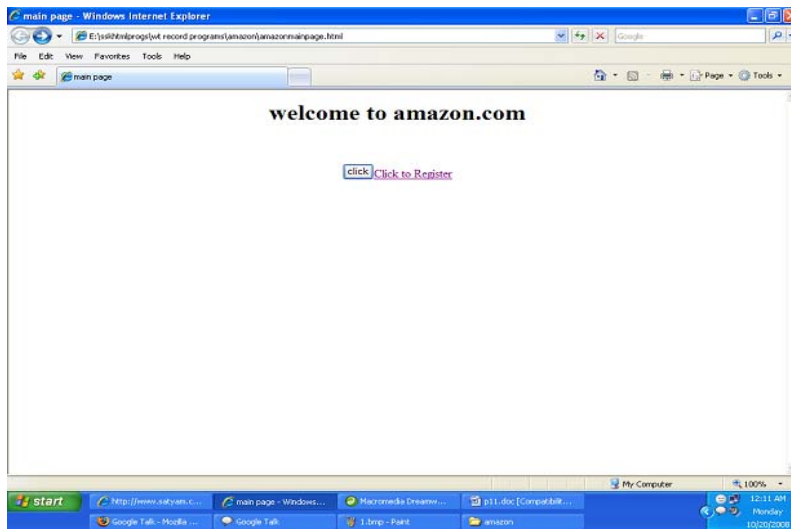 main page - Windows Internet Explorer
E:\sskhtmlprogs\wt record programs\amazon\amazonmainpage.html
Google
File Edit View Favorites Tools Help
main page
Page Tools
welcome to amazon.com
click Click to Register
My Computer 100%
start http://www.satyam.c... main page - Windows... Macromedia Dreamw... p11.doc [Compatibilit... 12:11 AM
Monday
Google Talk - Mozilla ... Google Talk 1.bmp - Paint amazon 10/20/2008